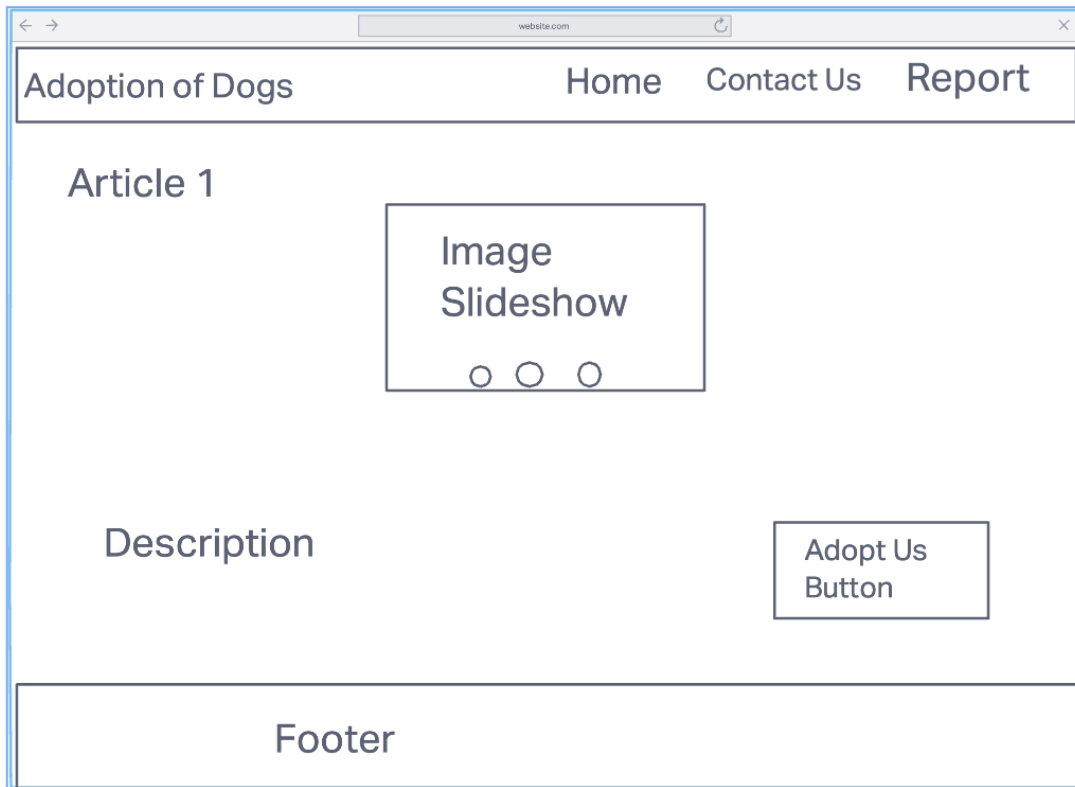 website.com
Adoption of Dogs
Home
Contact Us
Report
Article 1
Image
Slideshow
Description
Adopt Us
Button
Footer